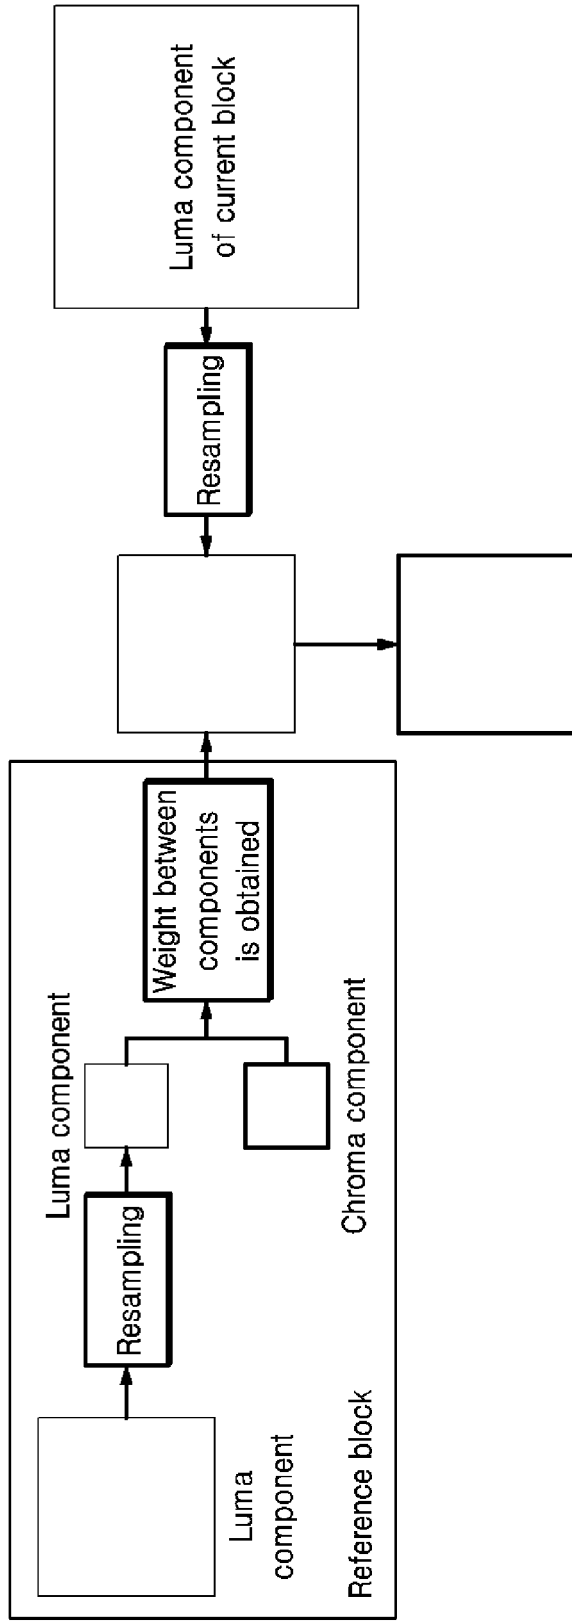 Luma
component
Resampling
Luma component
Chroma component
Weight between
components
is obtained
Reference block
Resampling
Luma component
of current block